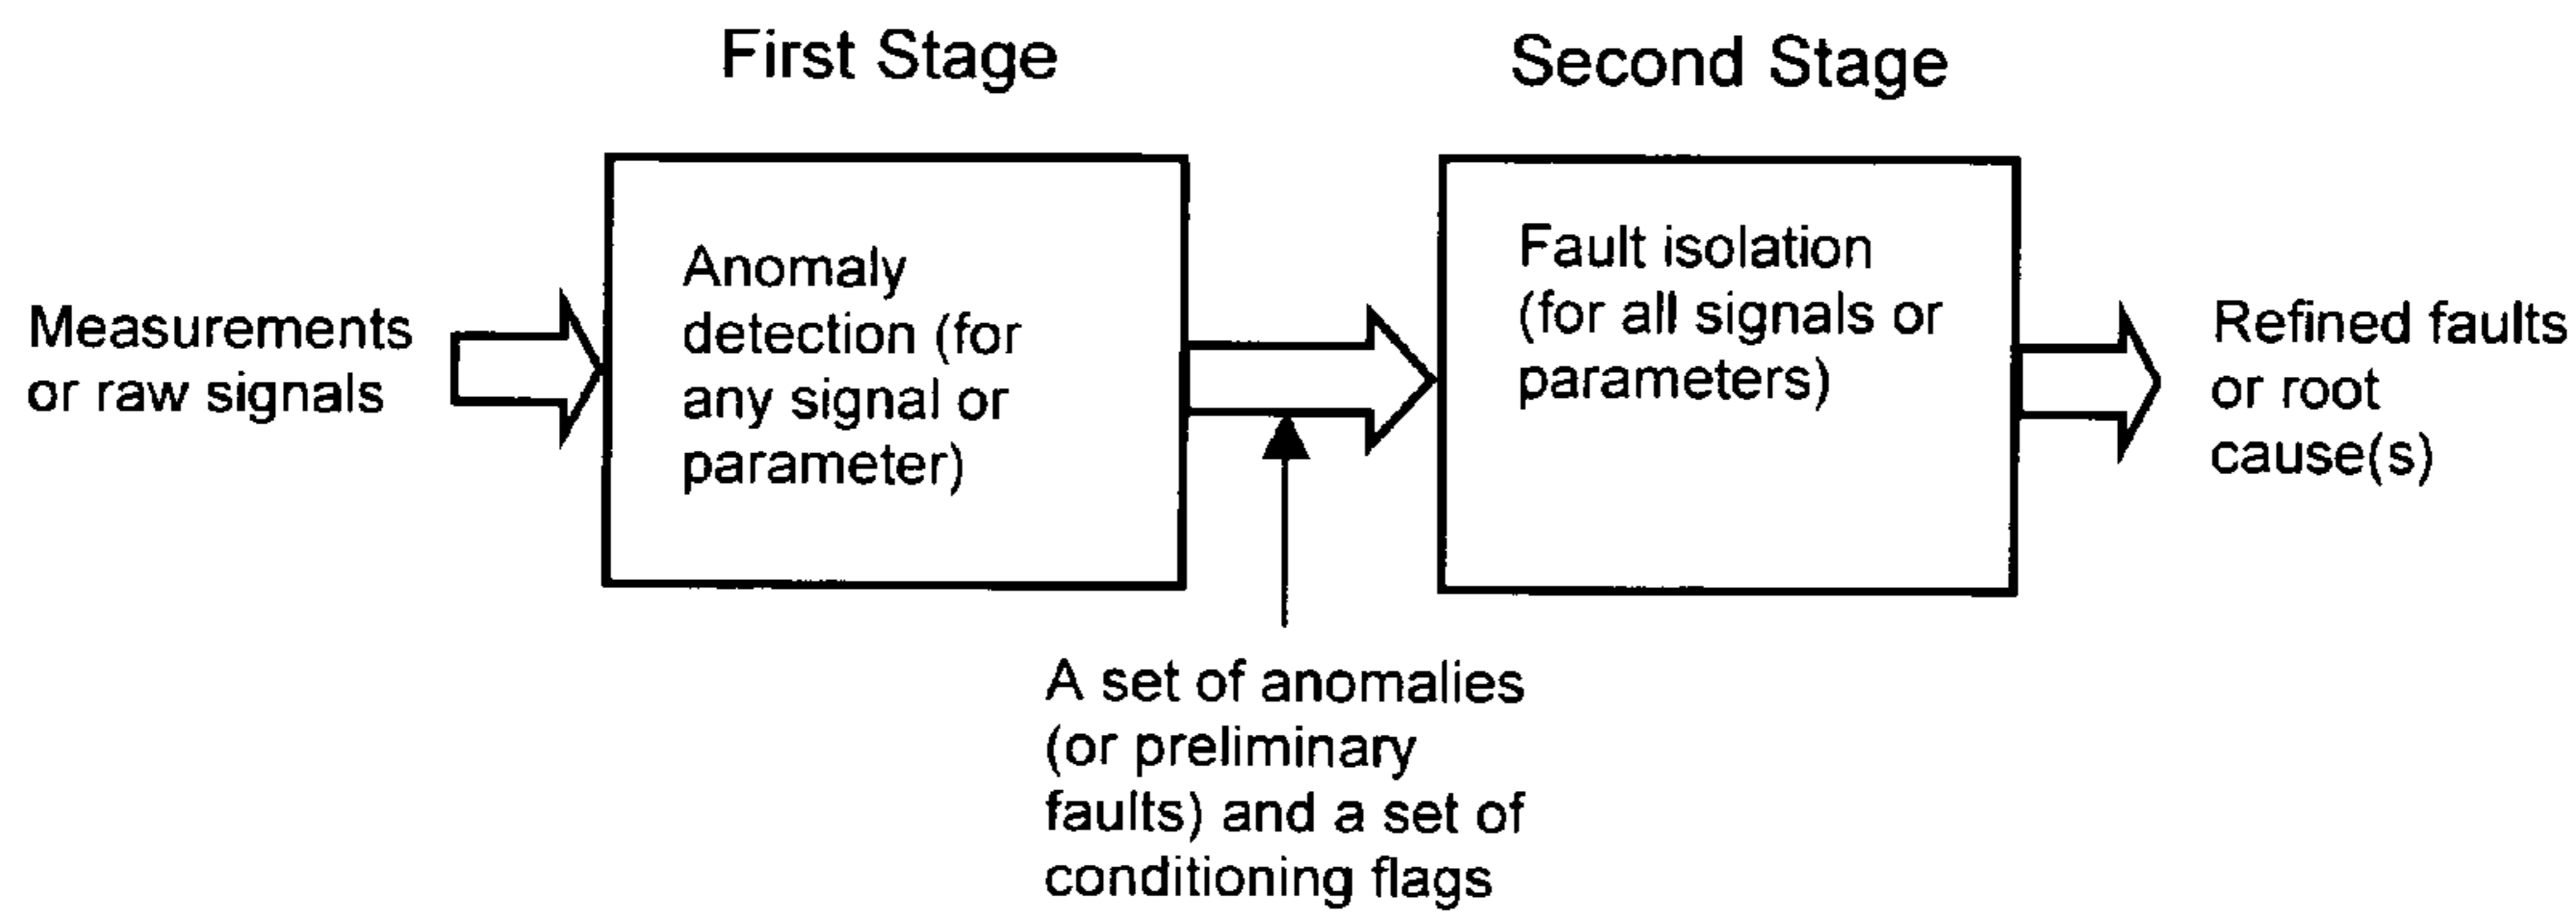 First Stage
Second Stage
Measurements
or raw signals
Anomaly
detection (for
any signal or
parameter)
Fault isolation
(for all signals or
parameters)
Refined faults
or root
cause(s)
A set of anomalies
(or preliminary
faults) and a set of
conditioning flags